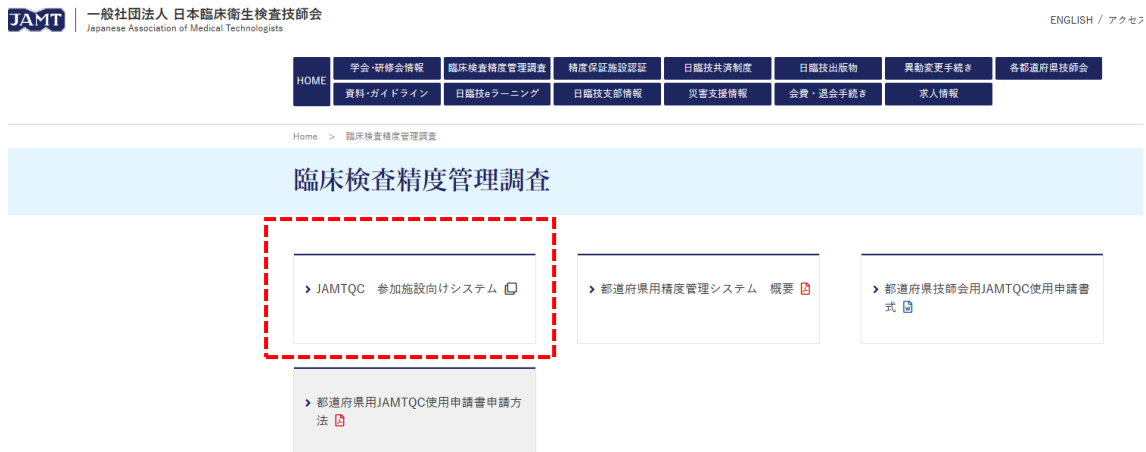 JAMT
一般社団法人 日本臨床衛生検査技師会
Japanese Association of Medical Technologists
ENGLISH / アクセス
HOME
学会・研修会情報 臨床検査精度管理調査 精度保証施設認証 日臨技共済制度 日臨技出版物 異動変更手続き 各都道府県技師会
資料・ガイドライン 日臨技eラーニング 日臨技支部情報 災害支援情報 会費・退会手続き 求人情報
Home > 臨床検査精度管理調査
臨床検査精度管理調査
JAMTQC 参加施設向けシステム
都道府県用精度管理システム 概要
都道府県技師会用JAMTQC使用申請書
式
都道府県用JAMTQC使用申請書申請方
法